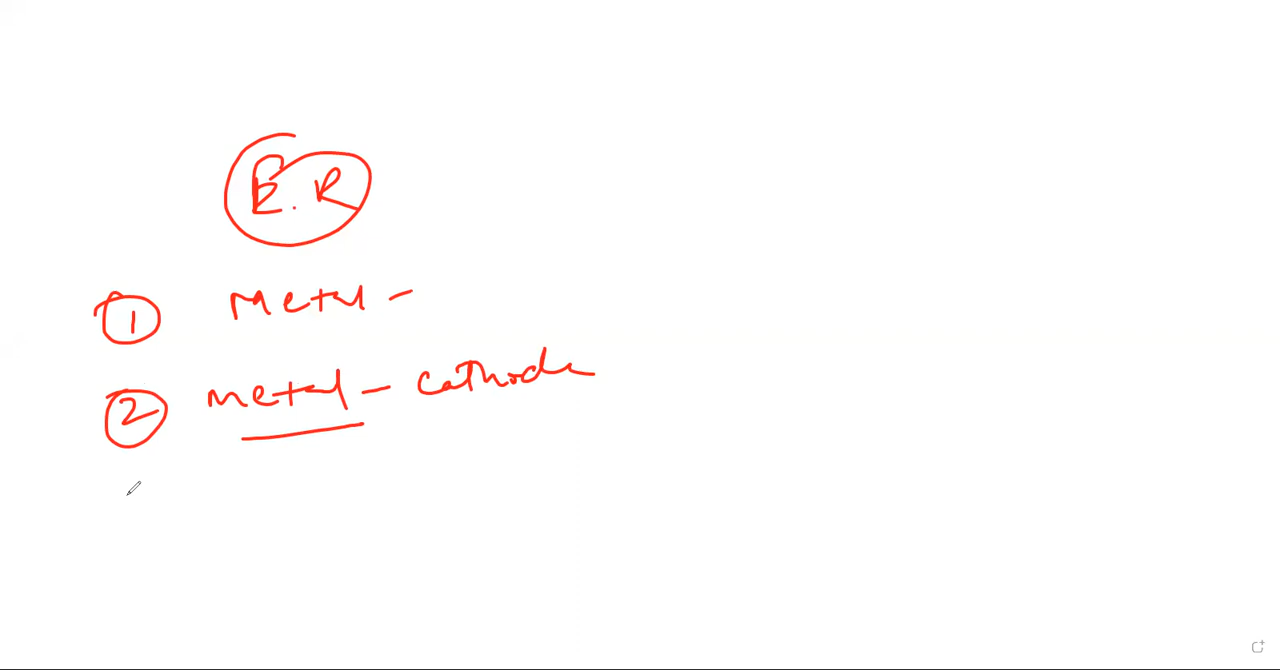 E.R
① Metal -
② metal - cathode